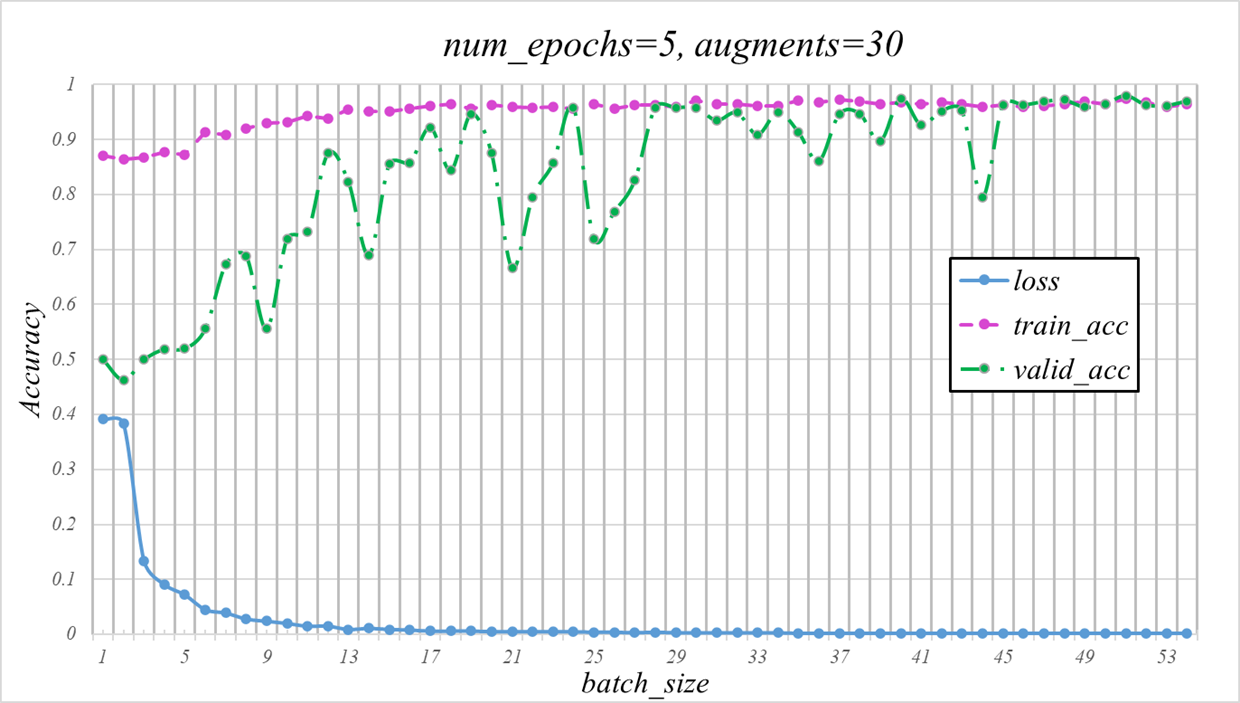 num_epochs=5, augments=30
1
0.9
0.8
0.7
0.6
0.5
0.4
0.3
0.2
0.1
0
Accuracy
loss
train_acc
valid_acc
1 5 9 13 17 21 25 29 33 37 41 45 49 53
batch_size